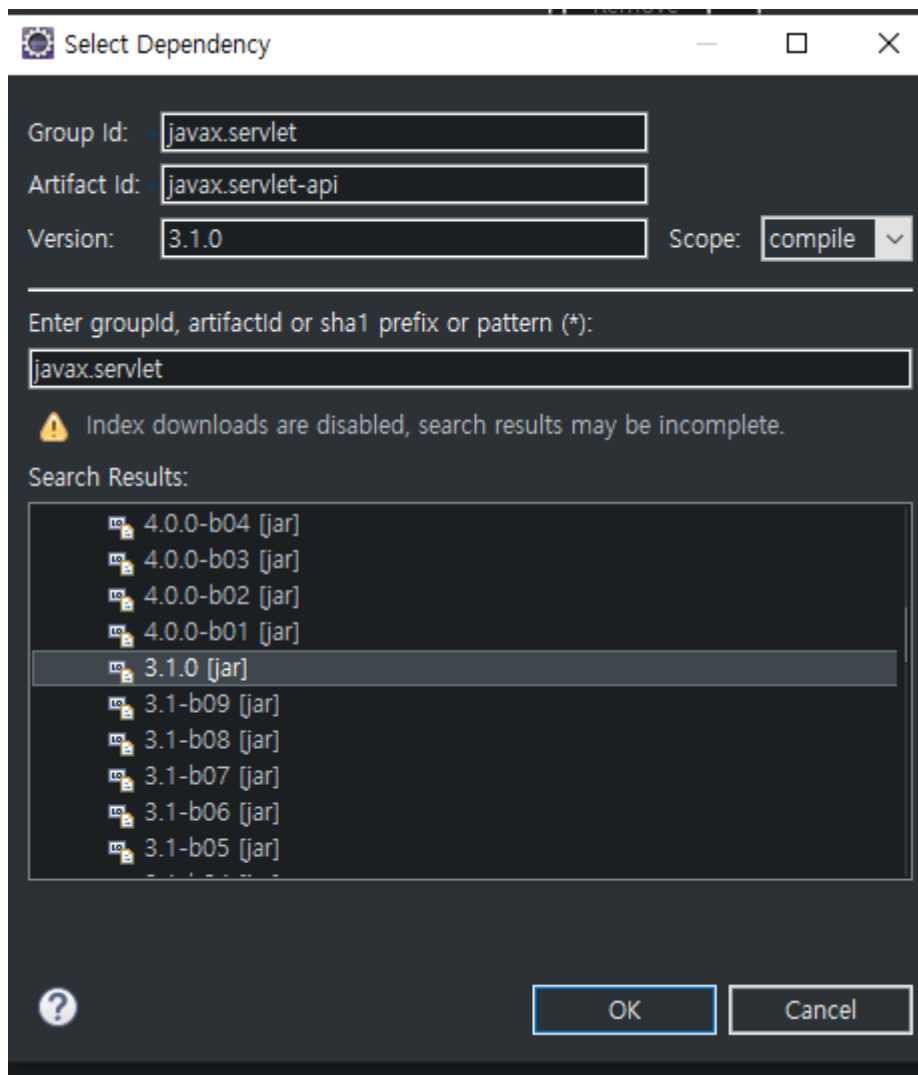 Select Dependency
Group Id: javax.servlet
Artifact Id: javax.servlet-api
Version: 3.1.0 Scope: compile
Enter groupId, artifactId or sha1 prefix or pattern (*):
javax.servlet
Index downloads are disabled, search results may be incomplete.
Search Results:
4.0.0-b04 [jar]
4.0.0-b03 [jar]
4.0.0-b02 [jar]
4.0.0-b01 [jar]
3.1.0 [jar]
3.1-b09 [jar]
3.1-b08 [jar]
3.1-b07 [jar]
3.1-b06 [jar]
3.1-b05 [jar]
OK Cancel